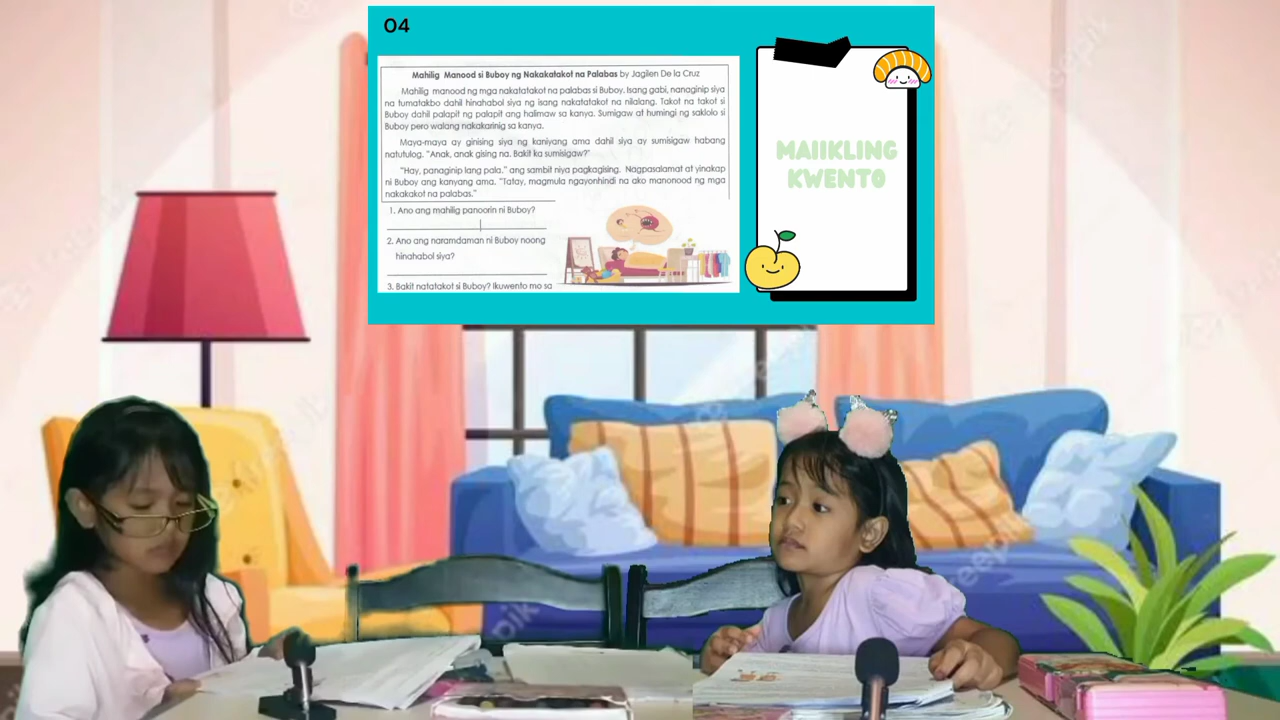 04
Mahilig Manood si Buboy ng Nakakatakot na Palabas by Jagilen De la Cruz
Mahilig manood ng mga nakatatakot na palabas si Buboy. Isang gabi, nanaginip siya
na tumatakbo dahil hinahabol siya ng isang nakatatakot na nilalang. Takot na takot si
Buboy dahil palapit ng palapit ang halimaw sa kanya. Sumigaw at humingi ng saklolo si
Buboy pero walang nakakarinig sa kanya.
Maya-maya ay ginising siya ng kaniyang ama dahil siya ay sumisigaw habang
natutulog. "Anak, anak gising na. Bakit ka sumisigaw?"
"Hay, panaginip lang pala." ang sambit niya pagkagising. Nagpasalamat at yinakap
ni Buboy ang kanyang ama. "Tatay, magmula ngayonhindi na ako manonood ng mga
nakakakot na palabas."
1. Ano ang mahilig panoorin ni Buboy?
2. Ano ang naramdaman ni Buboy noong
hinahabol siya?
3. Bakit natatakot si Buboy? Ikuwento mo sa
MAIIKLING
KWENTO